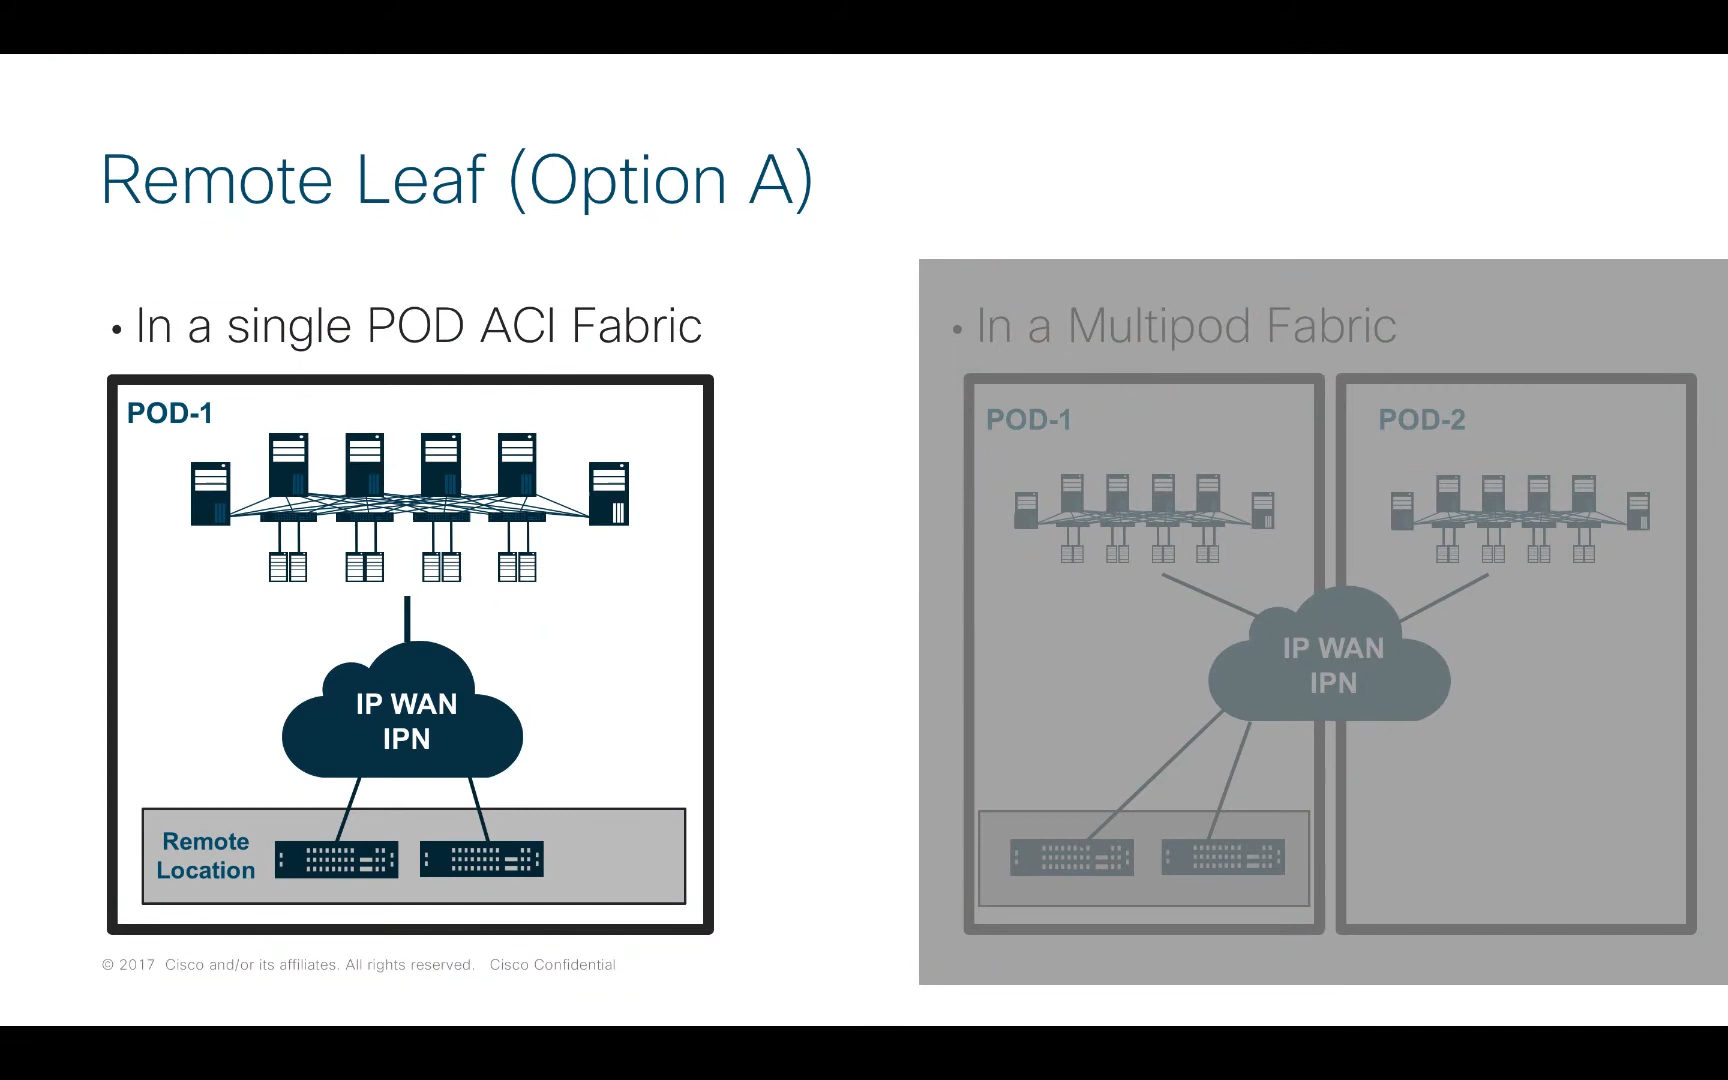 Remote Leaf (Option A)
• In a single POD ACI Fabric
POD-1
IP WAN
IPN
Remote
Location
• In a Multipod Fabric
POD-1
POD-2
IP WAN
IPN
© 2017 Cisco and/or its affiliates. All rights reserved. Cisco Confidential